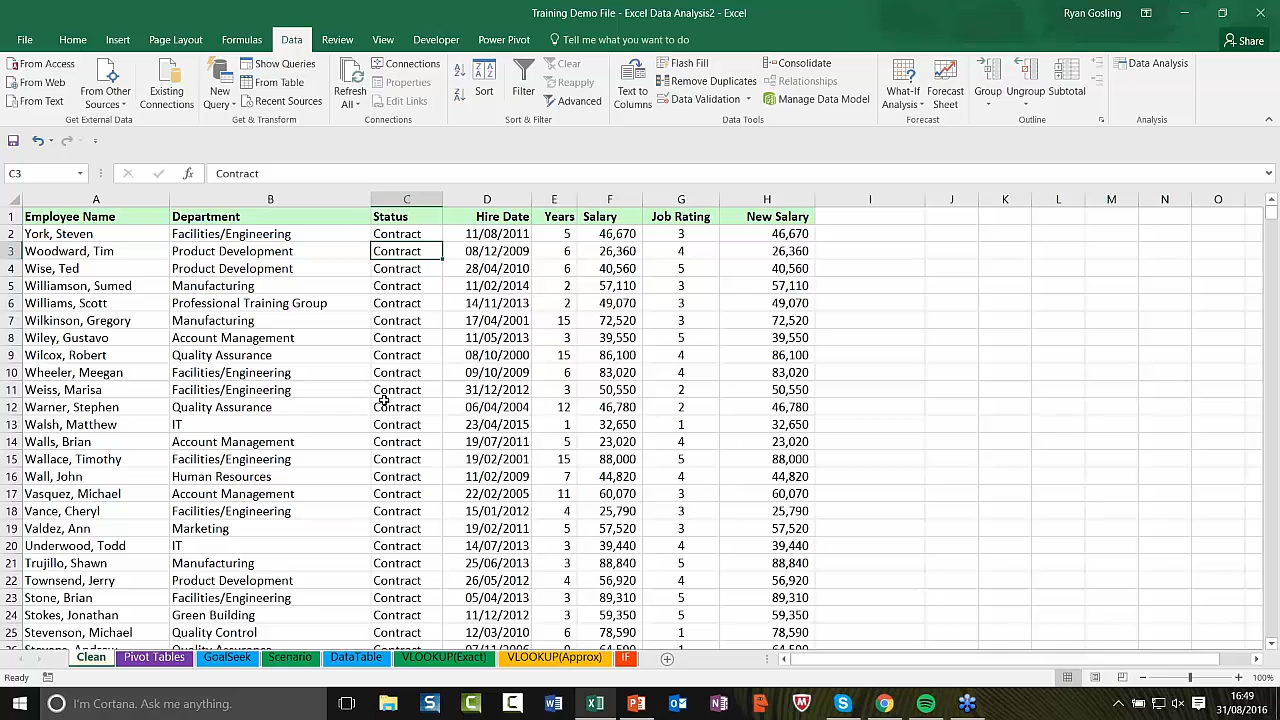 Training Demo File - Excel Data Analysis2 - Excel
Ryan Gosling
File Home Insert Page Layout Formulas Data Review View Developer Power Pivot Tell me what you want to do Share
From Access
From Web
From Text
From Other Sources
Existing Connections
Get External Data
New Query
Show Queries
From Table
Recent Sources
Get & Transform
Refresh All
Connections
Properties
Edit Links
Connections
Sort
Filter
Clear
Reapply
Advanced
Sort & Filter
Text to Columns
Flash Fill
Remove Duplicates
Data Validation
Consolidate
Relationships
Manage Data Model
Data Tools
What-If Analysis
Forecast Sheet
Forecast
Group
Ungroup
Subtotal
Outline
Data Analysis
Analysis
C3 fx Contract
A B C D E F G H I J K L M N O
1 Employee Name Department Status Hire Date Years Salary Job Rating New Salary
2 York, Steven Facilities/Engineering Contract 11/08/2011 5 46,670 3 46,670
3 Woodward, Tim Product Development Contract 08/12/2009 6 26,360 4 26,360
4 Wise, Ted Product Development Contract 28/04/2010 6 40,560 5 40,560
5 Williamson, Sumed Manufacturing Contract 11/02/2014 2 57,110 3 57,110
6 Williams, Scott Professional Training Group Contract 14/11/2013 2 49,070 3 49,070
7 Wilkinson, Gregory Manufacturing Contract 17/04/2001 15 72,520 3 72,520
8 Wiley, Gustavo Account Management Contract 11/05/2013 3 39,550 5 39,550
9 Wilcox, Robert Quality Assurance Contract 08/10/2000 15 86,100 4 86,100
10 Wheeler, Meegan Facilities/Engineering Contract 09/10/2009 6 83,020 4 83,020
11 Weiss, Marisa Facilities/Engineering Contract 31/12/2012 3 50,550 2 50,550
12 Warner, Stephen Quality Assurance Contract 06/04/2004 12 46,780 2 46,780
13 Walsh, Matthew IT Contract 23/04/2015 1 32,650 1 32,650
14 Walls, Brian Account Management Contract 19/07/2011 5 23,020 4 23,020
15 Wallace, Timothy Facilities/Engineering Contract 19/02/2001 15 88,000 5 88,000
16 Wall, John Human Resources Contract 11/02/2009 7 44,820 4 44,820
17 Vasquez, Michael Account Management Contract 22/02/2005 11 60,070 3 60,070
18 Vance, Cheryl Facilities/Engineering Contract 15/01/2012 4 25,790 3 25,790
19 Valdez, Ann Marketing Contract 19/02/2011 5 57,520 3 57,520
20 Underwood, Todd IT Contract 14/07/2013 3 39,440 4 39,440
21 Trujillo, Shawn Manufacturing Contract 25/06/2013 3 88,840 5 88,840
22 Townsend, Jerry Product Development Contract 26/05/2012 4 56,920 4 56,920
23 Stone, Brian Facilities/Engineering Contract 05/04/2013 3 89,310 5 89,310
24 Stokes, Jonathan Green Building Contract 11/12/2012 3 59,350 5 59,350
25 Stevenson, Michael Quality Control Contract 12/03/2010 6 78,590 1 78,590
Clean Pivot Tables GoalSeek Scenario DataTable VLOOKUP(Exact) VLOOKUP(Approx) IF
Ready 100%
I'm Cortana. Ask me anything.
16:49
31/08/2016